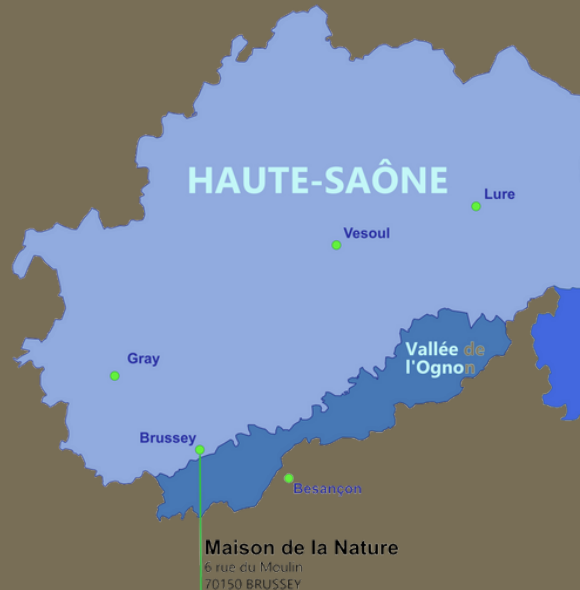 HAUTE-SAÔNE
Lure
Vesoul
Vallée de
l'Ognon
Gray
Brussey
Besançon
Maison de la Nature
6 rue du Moulin
70150 BRUSSEY